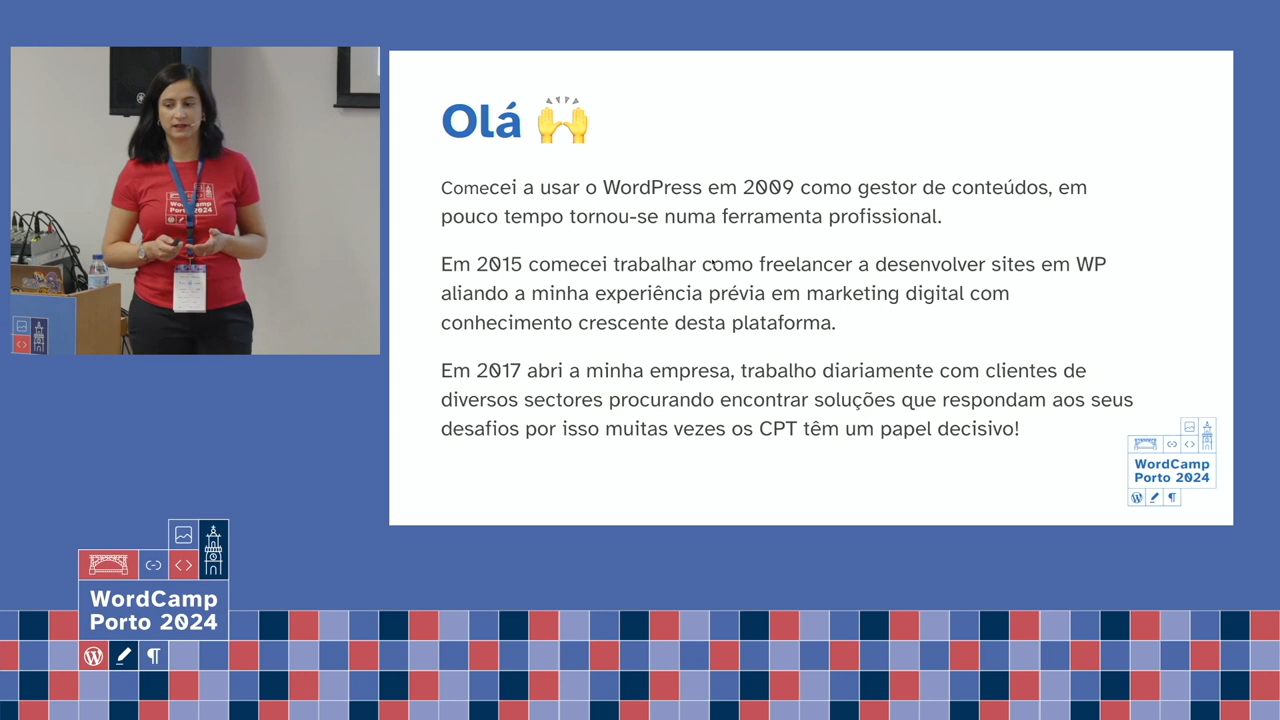 Olá 🙌
Comecei a usar o WordPress em 2009 como gestor de conteúdos, em
pouco tempo tornou-se numa ferramenta profissional.
Em 2015 comecei trabalhar como freelancer a desenvolver sites em WP
aliando a minha experiência prévia em marketing digital com
conhecimento crescente desta plataforma.
Em 2017 abri a minha empresa, trabalho diariamente com clientes de
diversos sectores procurando encontrar soluções que respondam aos seus
desafios por isso muitas vezes os CPT têm um papel decisivo!
WordCamp
Porto 2024
WordCamp
Porto 2024
WordCamp
Porto 2024